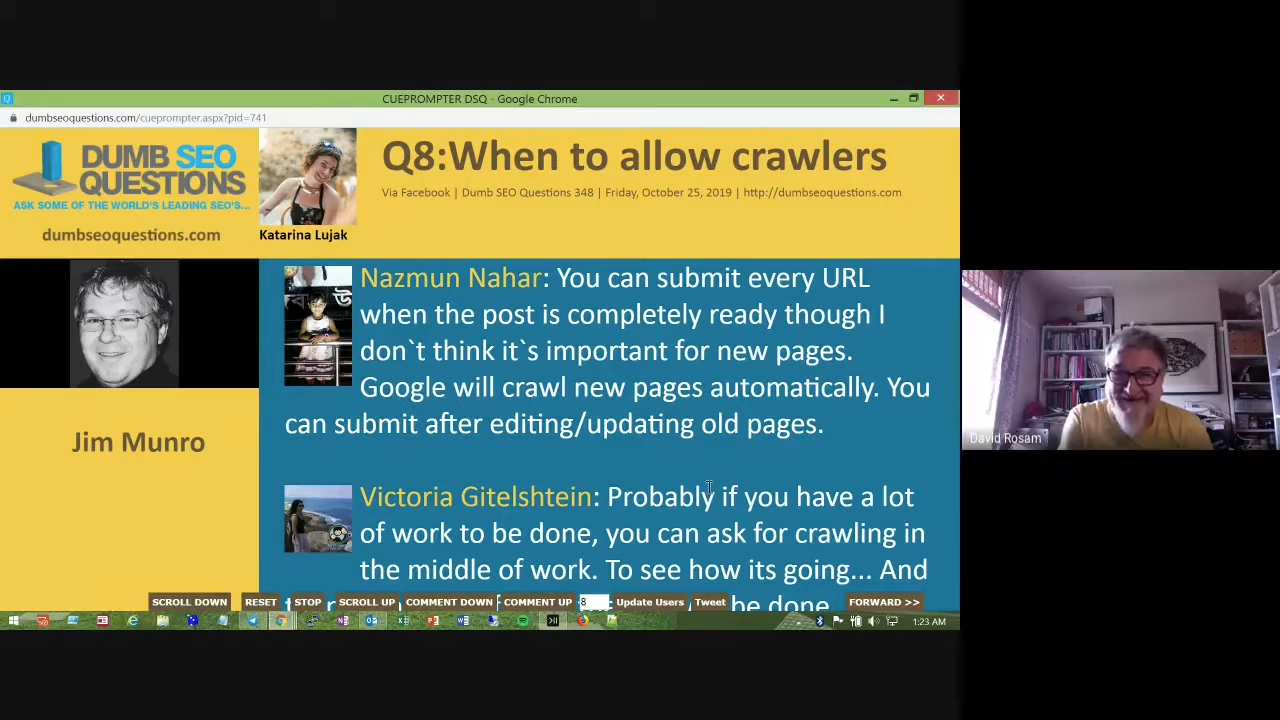 CUEPROMPTER DSQ - Google Chrome
dumbseoquestions.com/cueprompter.aspx?pid=741
DUMB SEO
QUESTIONS
ASK SOME OF THE WORLD'S LEADING SEO'S...
dumbseoquestions.com
Katarina Lujak
Q8:When to allow crawlers
Via Facebook | Dumb SEO Questions 348 | Friday, October 25, 2019 | http://dumbseoquestions.com
Jim Munro
Nazmun Nahar: You can submit every URL
when the post is completely ready though I
don`t think it`s important for new pages.
Google will crawl new pages automatically. You
can submit after editing/updating old pages.
Victoria Gitelshtein: Probably if you have a lot
of work to be done, you can ask for crawling in
the middle of work. To see how its going... And
be done
SCROLL DOWN RESET STOP SCROLL UP COMMENT DOWN COMMENT UP 8 Update Users Tweet FORWARD >>
1:23 AM
David Rosam